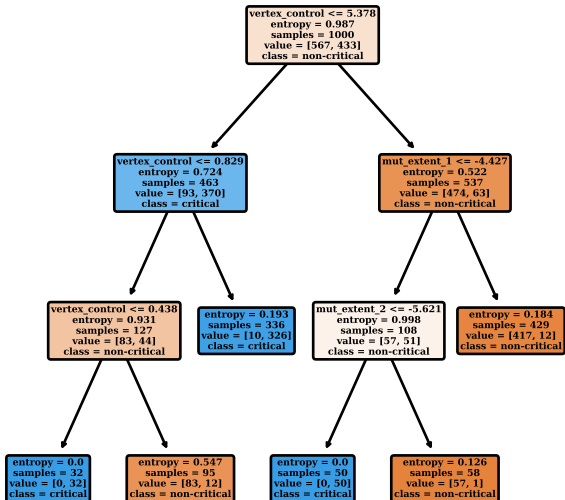 vertex_control <= 5.378
entropy = 0.987
samples = 1000
value = [567, 433]
class = non-critical
vertex_control <= 0.829
entropy = 0.724
samples = 463
value = [93, 370]
class = critical
mut_extent_1 <= -4.427
entropy = 0.522
samples = 537
value = [474, 63]
class = non-critical
vertex_control <= 0.438
entropy = 0.931
samples = 127
value = [83, 44]
class = non-critical
entropy = 0.193
samples = 336
value = [10, 326]
class = critical
mut_extent_2 <= -5.621
entropy = 0.998
samples = 108
value = [57, 51]
class = non-critical
entropy = 0.184
samples = 429
value = [417, 12]
class = non-critical
entropy = 0.0
samples = 32
value = [0, 32]
class = critical
entropy = 0.547
samples = 95
value = [83, 12]
class = non-critical
entropy = 0.0
samples = 50
value = [0, 50]
class = critical
entropy = 0.126
samples = 58
value = [57, 1]
class = non-critical